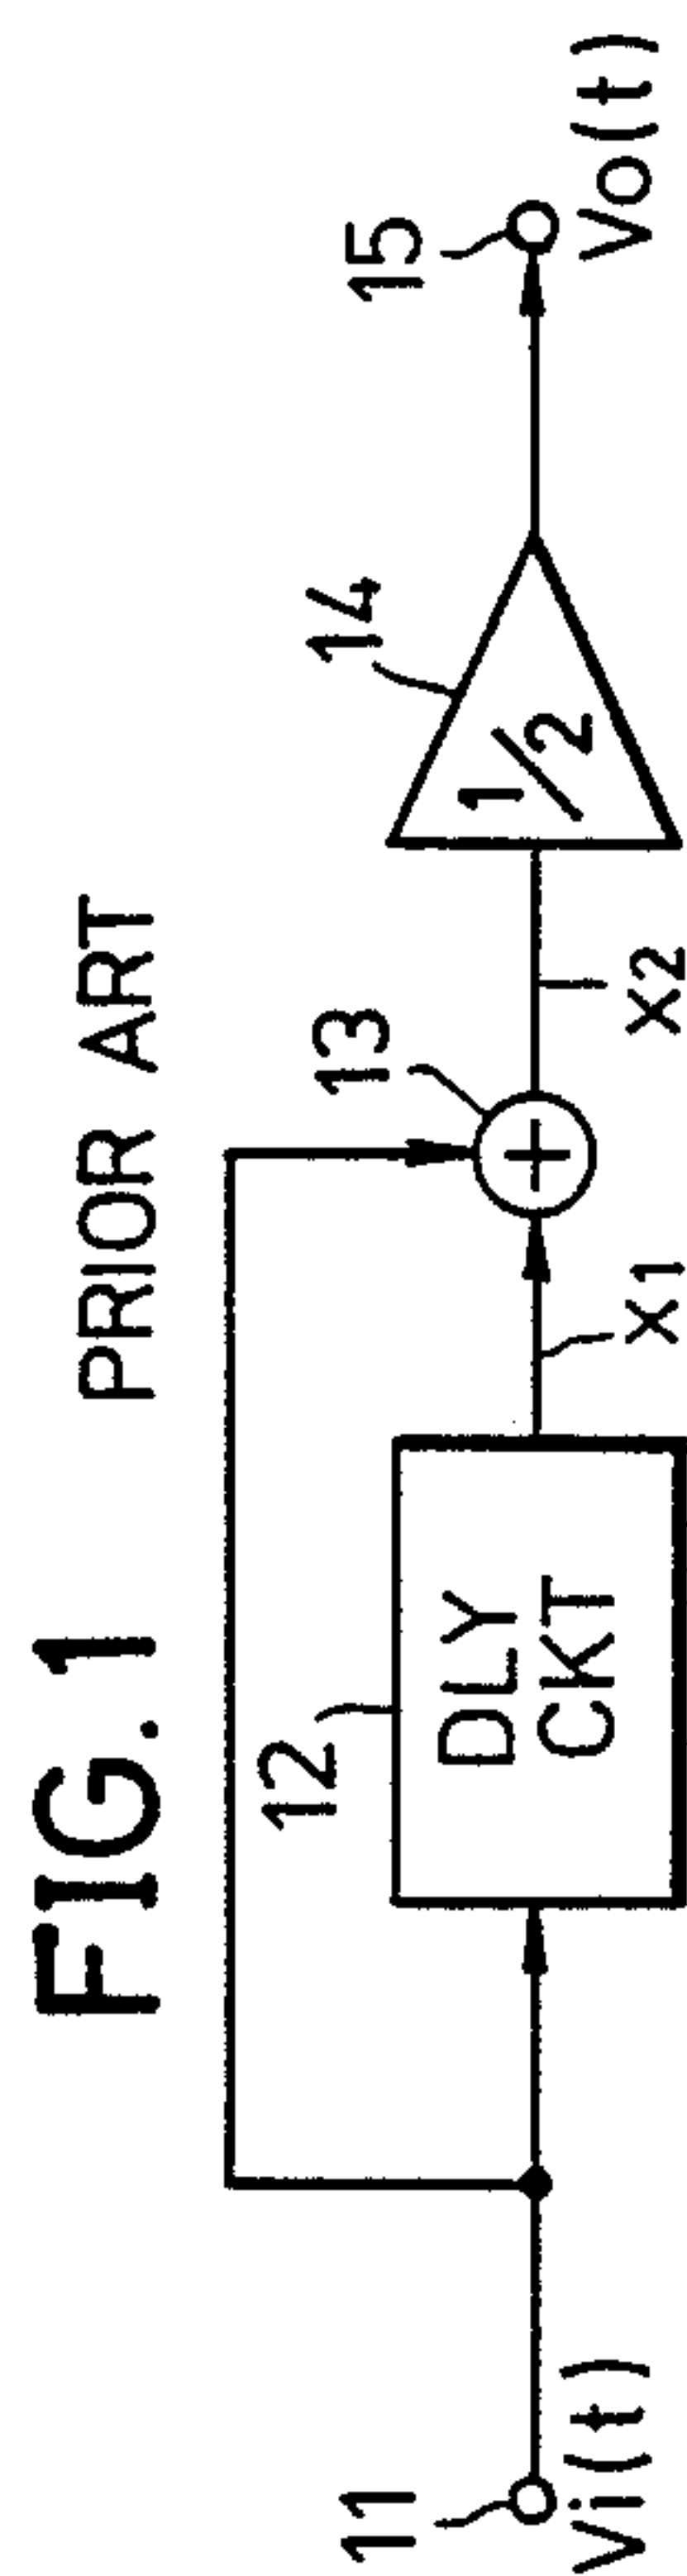 FIG. 1
PRIOR ART
11
Vi(t)
12
DLY
CKT
X1
13
+
X2
14
1/2
15
Vo(t)